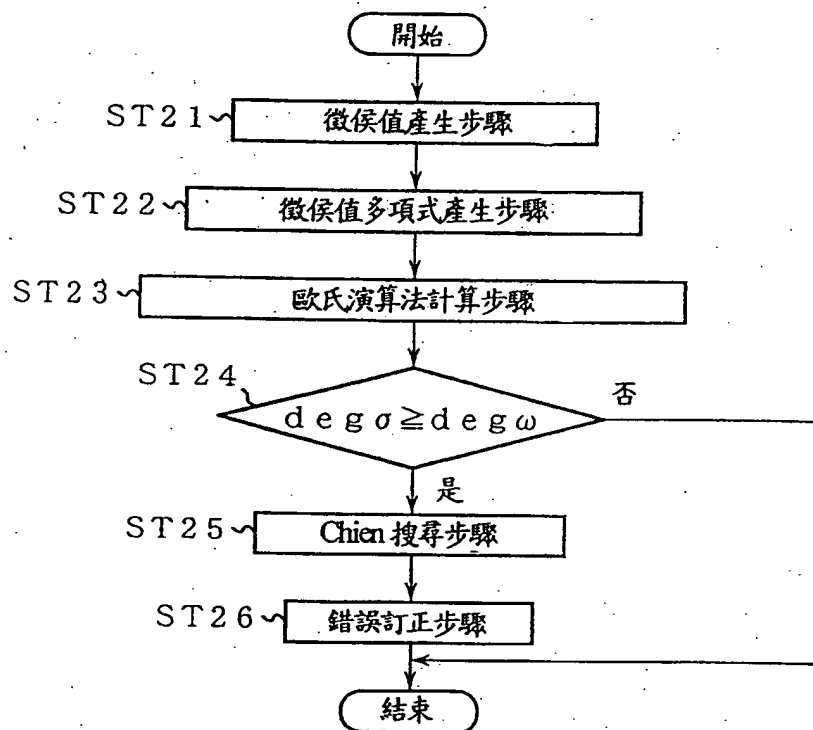 開始
ST21
徵侯值產生步驟
ST22
徵侯值多項式產生步驟
ST23
歐氏演算法計算步驟
ST24
degσ≧degω
否
是
ST25
Chien 搜尋步驟
ST26
錯誤訂正步驟
結束